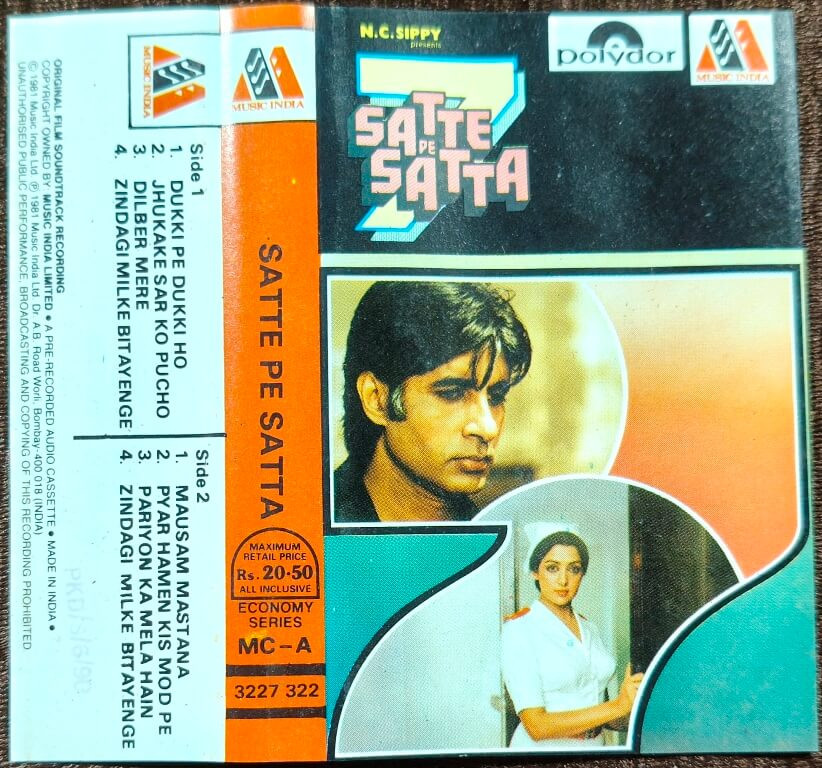 N.C.SIPPY
presents
7
SATTE
PE
SATTA
polydor
MUSIC INDIA
MUSIC INDIA
SATTE PE SATTA
MAXIMUM
RETAIL PRICE
Rs. 20·50
ALL INCLUSIVE
ECONOMY
SERIES
MC-A
3227 322
MUSIC INDIA
Side 1
1. DUKKI PE DUKKI HO
2. JHUKAKE SAR KO PUCHO
3. DILBER MERE
4. ZINDAGI MILKE BITAYENGE
Side 2
1. MAUSAM MASTANA
2. PYAR HAMEN KIS MOD PE
3. PARIYON KA MELA HAIN
4. ZINDAGI MILKE BITAYENGE
ORIGINAL FILM SOUNDTRACK RECORDING
COPYRIGHT OWNED BY MUSIC INDIA LIMITED • A PRE-RECORDED AUDIO CASSETTE • MADE IN INDIA •
© 1981 Music India Ltd. ℗ 1981 Music India Ltd. Dr. A.B. Road Worli, Bombay-400 018 (INDIA)
UNAUTHORISED PUBLIC PERFORMANCE, BROADCASTING AND COPYING OF THIS RECORDING PROHIBITED